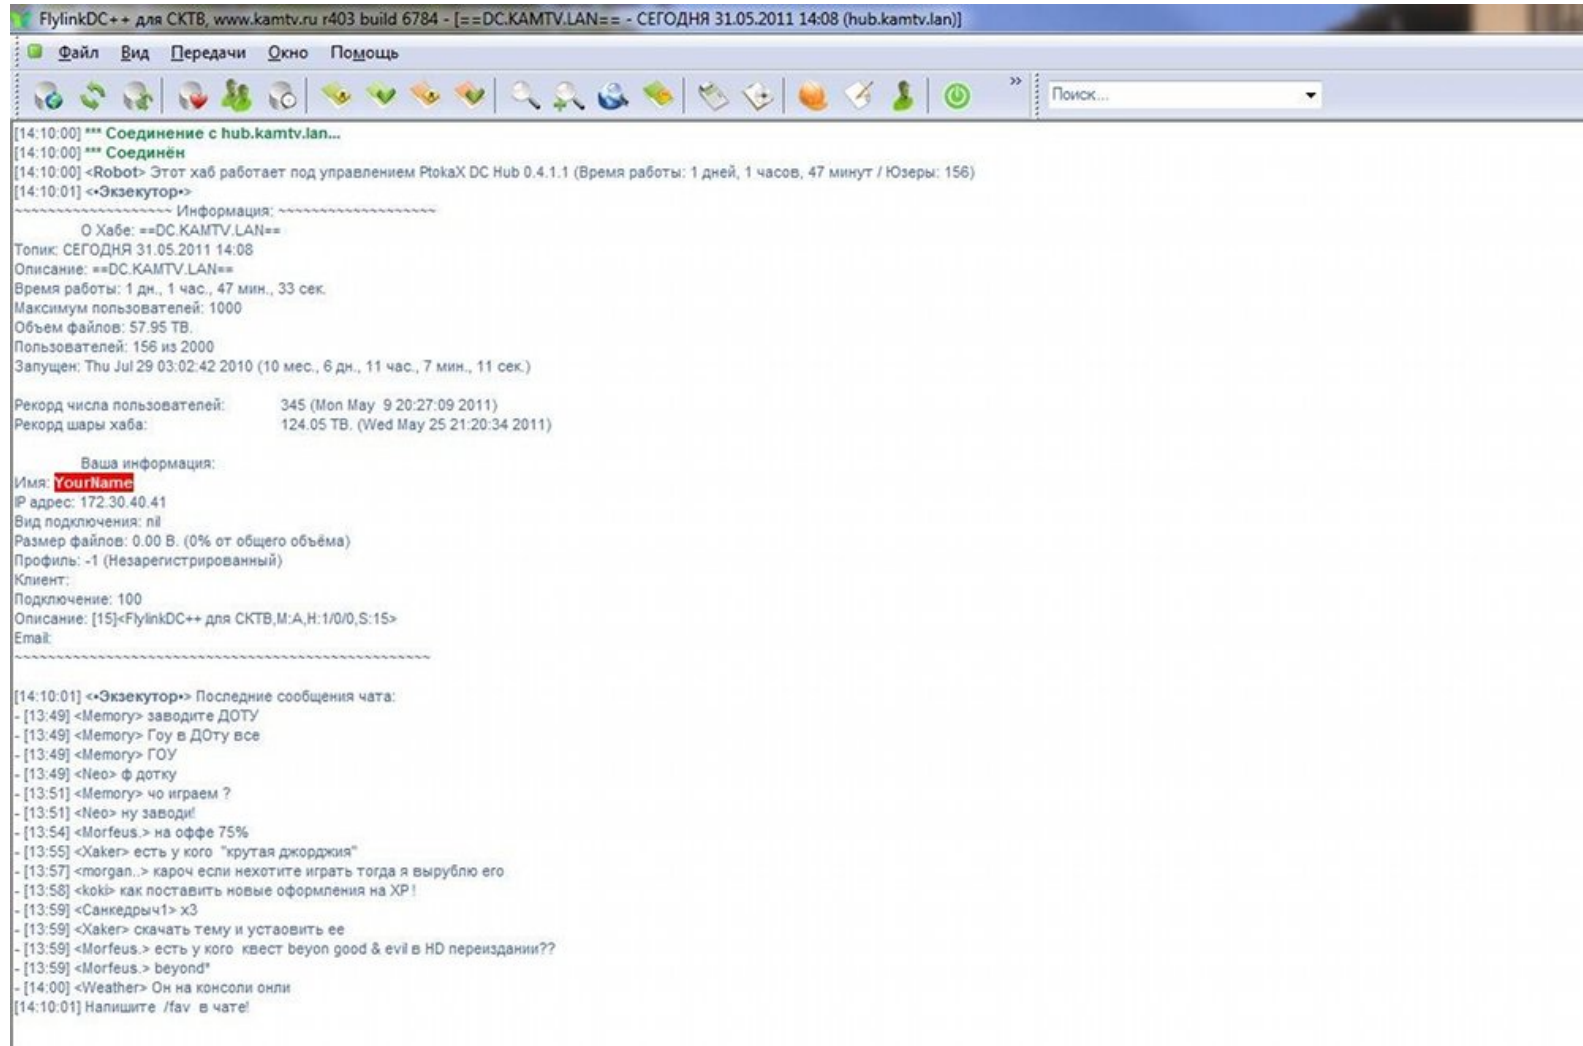 FlylinkDC++ для СКТВ, www.kamtv.ru r403 build 6784 - [==DC.KAMTV.LAN== - СЕГОДНЯ 31.05.2011 14:08 (hub.kamtv.lan)]
Файл Вид Передачи Окно Помощь
» Поиск...
[14:10:00] *** Соединение с hub.kamtv.lan...
[14:10:00] *** Соединён
[14:10:00] <Robot> Этот хаб работает под управлением PtokaX DC Hub 0.4.1.1 (Время работы: 1 дней, 1 часов, 47 минут / Юзеры: 156)
[14:10:01] <•Экзекутор•>
~~~~~~~~~~~~~~~~~~~ Информация: ~~~~~~~~~~~~~~~~~~~
О Хабе: ==DC.KAMTV.LAN==
Топик: СЕГОДНЯ 31.05.2011 14:08
Описание: ==DC.KAMTV.LAN==
Время работы: 1 дн., 1 час., 47 мин., 33 сек.
Максимум пользователей: 1000
Объем файлов: 57.95 TB.
Пользователей: 156 из 2000
Запущен: Thu Jul 29 03:02:42 2010 (10 мес., 6 дн., 11 час., 7 мин., 11 сек.)
Рекорд числа пользователей: 345 (Mon May 9 20:27:09 2011)
Рекорд шары хаба: 124.05 TB. (Wed May 25 21:20:34 2011)
Ваша информация:
Имя: YourName
IP адрес: 172.30.40.41
Вид подключения: nil
Размер файлов: 0.00 B. (0% от общего объёма)
Профиль: -1 (Незарегистрированный)
Клиент:
Подключение: 100
Описание: [15]<FlylinkDC++ для СКТВ,M:A,H:1/0/0,S:15>
Email:
~~~~~~~~~~~~~~~~~~~~~~~~~~~~~~~~~~~~~~~~~~~~~~~~~~
[14:10:01] <•Экзекутор•> Последние сообщения чата:
- [13:49] <Memory> заводите ДОТУ
- [13:49] <Memory> Гоу в ДОту все
- [13:49] <Memory> ГОУ
- [13:49] <Neo> ф дотку
- [13:51] <Memory> чо играем ?
- [13:51] <Neo> ну заводи!
- [13:54] <Morfeus.> на оффе 75%
- [13:55] <Xaker> есть у кого "крутая джорджия"
- [13:57] <morgan..> кароч если нехотите играть тогда я вырублю его
- [13:58] <koki> как поставить новые оформления на XP !
- [13:59] <Санкедрыч1> х3
- [13:59] <Xaker> скачать тему и устаовить ее
- [13:59] <Morfeus.> есть у кого квест beyon good & evil в HD переиздании??
- [13:59] <Morfeus.> beyond*
- [14:00] <Weather> Он на консоли онли
[14:10:01] Напишите /fav в чате!